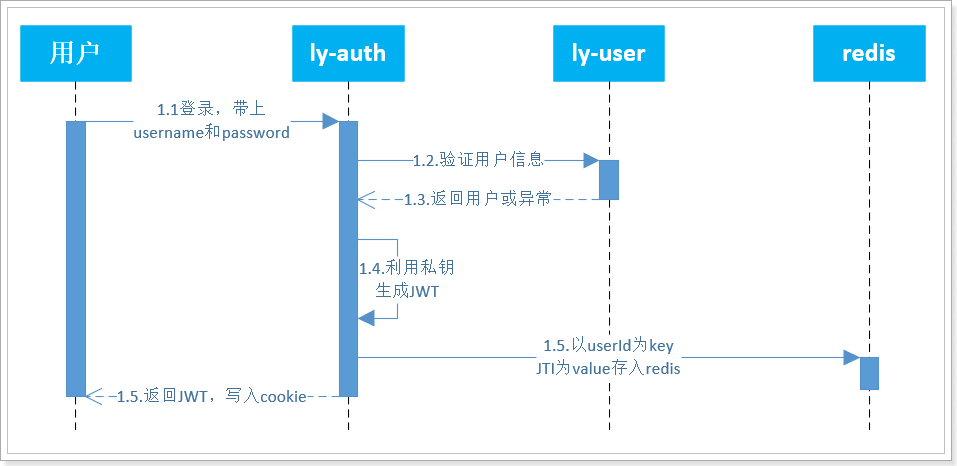 用户
ly-auth
ly-user
redis
1.1登录，带上
username和password
1.2.验证用户信息
1.3.返回用户或异常
1.4.利用私钥
生成JWT
1.5.以userId为key
JTI为value存入redis
1.5.返回JWT，写入cookie